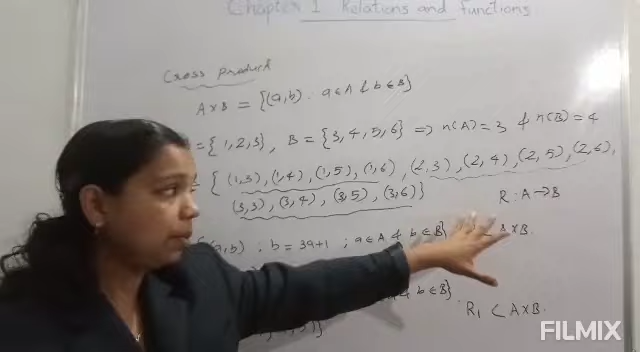 Chapter 1 Relations and functions
Cross product
A×B = {(a,b) . a∈A & b∈B}
= {1,2,3}, B = {3,4,5,6} ⇒ n(A)=3 & n(B)=4
= { (1,3), (1,4), (1,5), (1,6), (2,3), (2,4), (2,5), (2,6),
(3,3), (3,4), (3,5), (3,6)}
R : A→B
(a,b) . b = 3a+1 ; a∈A & b∈B}
×B.
& b∈B}
R₁ ⊂ A×B.
FILMIX